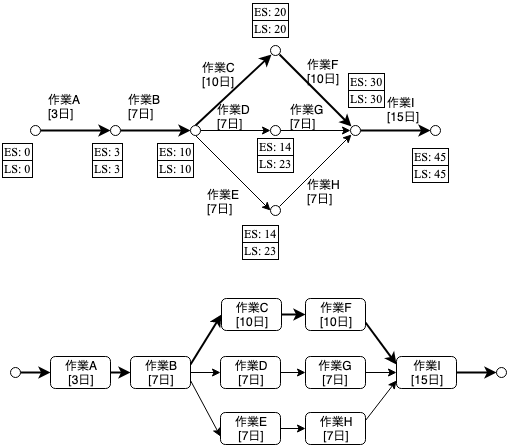 ES: 20
LS: 20
作業C
[10日]
作業F
[10日]
ES: 30
LS: 30
作業A
[3日]
作業B
[7日]
作業D
[7日]
作業G
[7日]
作業I
[15日]
ES: 0
LS: 0
ES: 3
LS: 3
ES: 10
LS: 10
ES: 14
LS: 23
ES: 45
LS: 45
作業E
[7日]
作業H
[7日]
ES: 14
LS: 23
作業C
[10日]
作業F
[10日]
作業A
[3日]
作業B
[7日]
作業D
[7日]
作業G
[7日]
作業I
[15日]
作業E
[7日]
作業H
[7日]